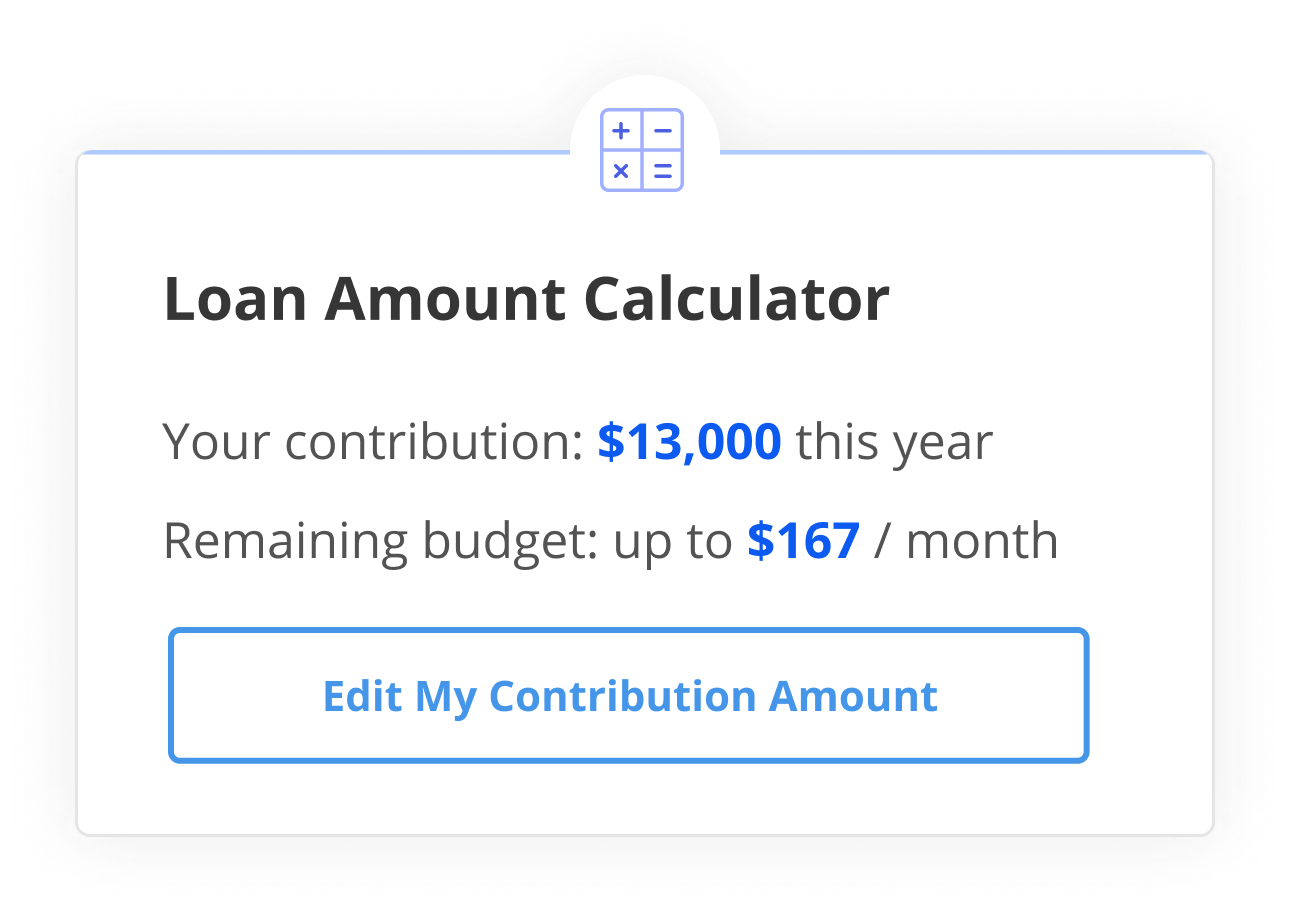 Loan Amount Calculator
Your contribution: $13,000 this year
Remaining budget: up to $167 / month
Edit My Contribution Amount